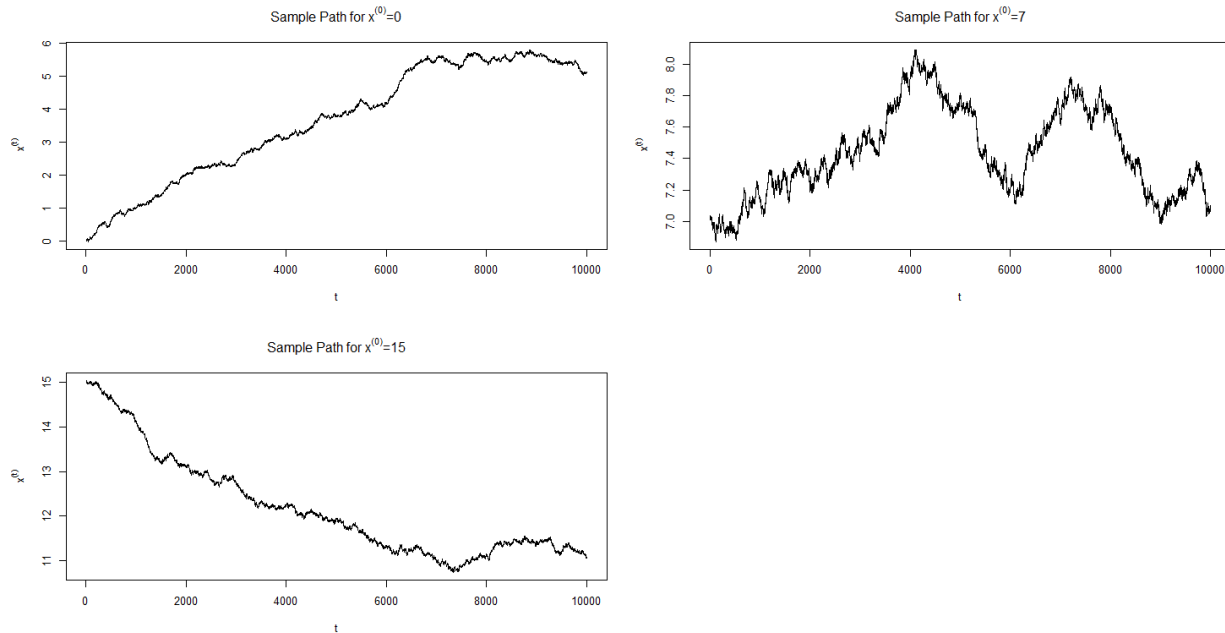 Sample Path for x^(0)=0
6
5
4
3
2
1
0
x^(t)
0 2000 4000 6000 8000 10000
t
Sample Path for x^(0)=7
8.0
7.8
7.6
7.4
7.2
7.0
x^(t)
0 2000 4000 6000 8000 10000
t
Sample Path for x^(0)=15
15
14
13
12
11
x^(t)
0 2000 4000 6000 8000 10000
t